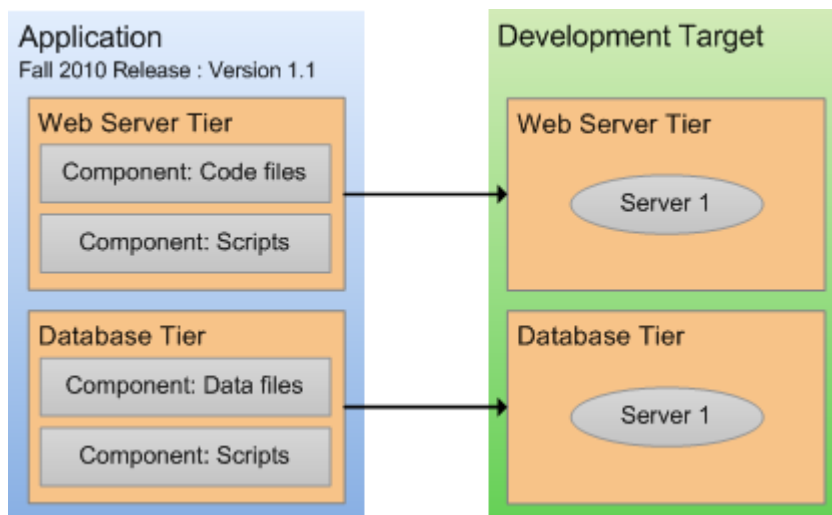 Application
Fall 2010 Release : Version 1.1
Web Server Tier
Component: Code files
Component: Scripts
Database Tier
Component: Data files
Component: Scripts
Development Target
Web Server Tier
Server 1
Database Tier
Server 1